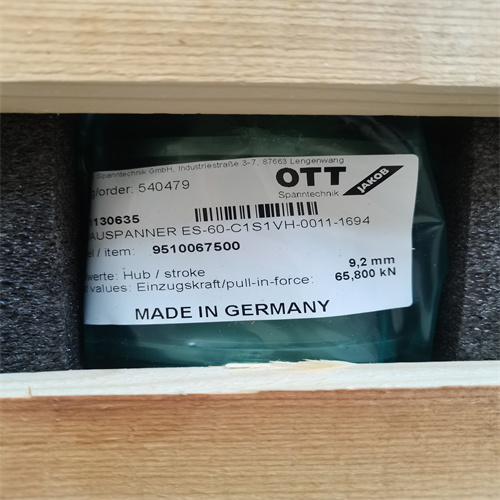 Spanntechnik GmbH, Industriestraße 3-7, 87663 Lengenwang
OTT
Spanntechnik
JAKOB
g/order: 540479
130635
AUSPANNER ES-60-C1S1VH-0011-1694
el / item: 9510067500
werte: Hub / stroke 9,2 mm
t values: Einzugskraft/pull-in-force: 65,800 kN
MADE IN GERMANY